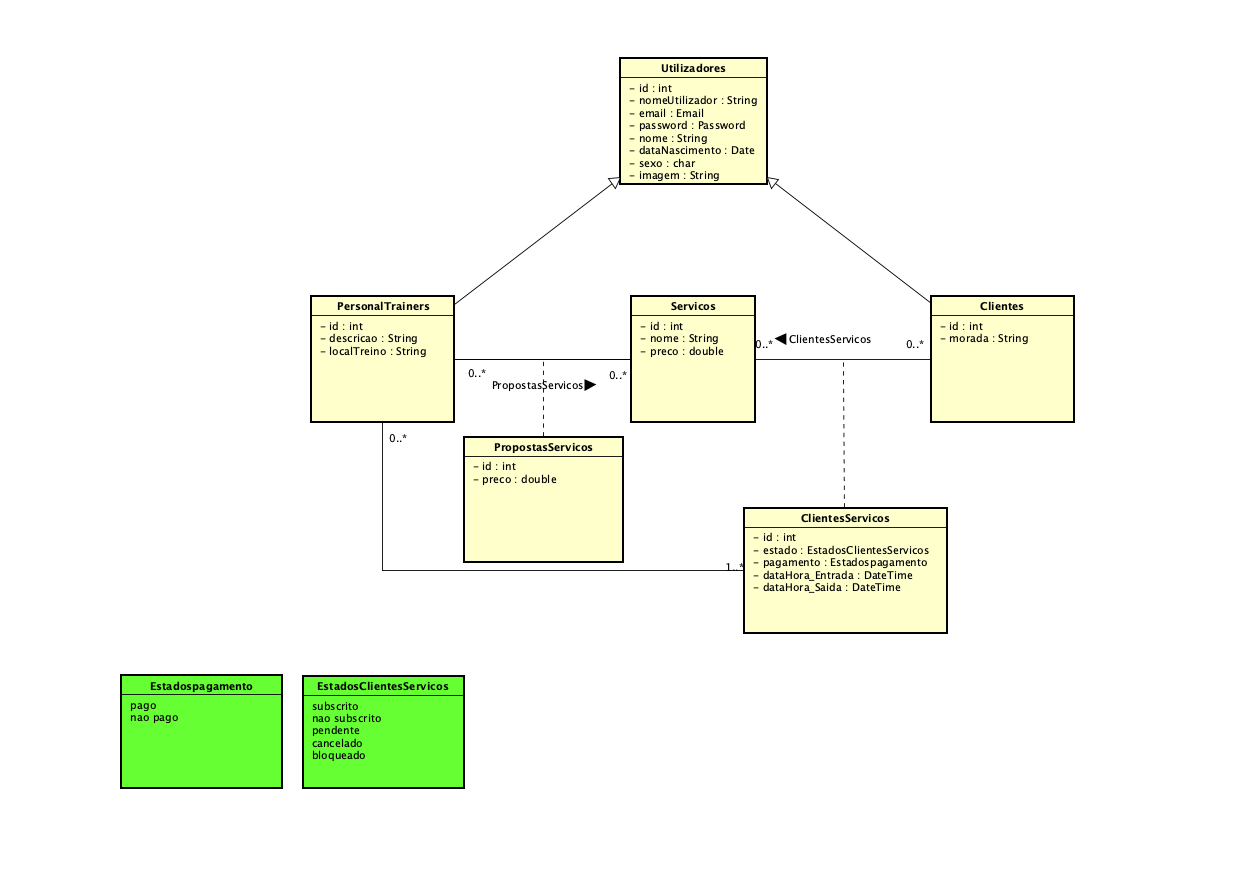 Utilizadores
- id : int
- nomeUtilizador : String
- email : Email
- password : Password
- nome : String
- dataNascimento : Date
- sexo : char
- imagem : String
PersonalTrainers
- id : int
- descricao : String
- localTreino : String
Servicos
- id : int
- nome : String
- preco : double
Clientes
- id : int
- morada : String
0..*
◀ClientesServicos
0..*
0..*
PropostasServicos▶
0..*
0..*
PropostasServicos
- id : int
- preco : double
ClientesServicos
- id : int
- estado : EstadosClientesServicos
- pagamento : Estadospagamento
- dataHora_Entrada : DateTime
- dataHora_Saida : DateTime
1..*
Estadospagamento
pago
nao pago
EstadosClientesServicos
subscrito
nao subscrito
pendente
cancelado
bloqueado